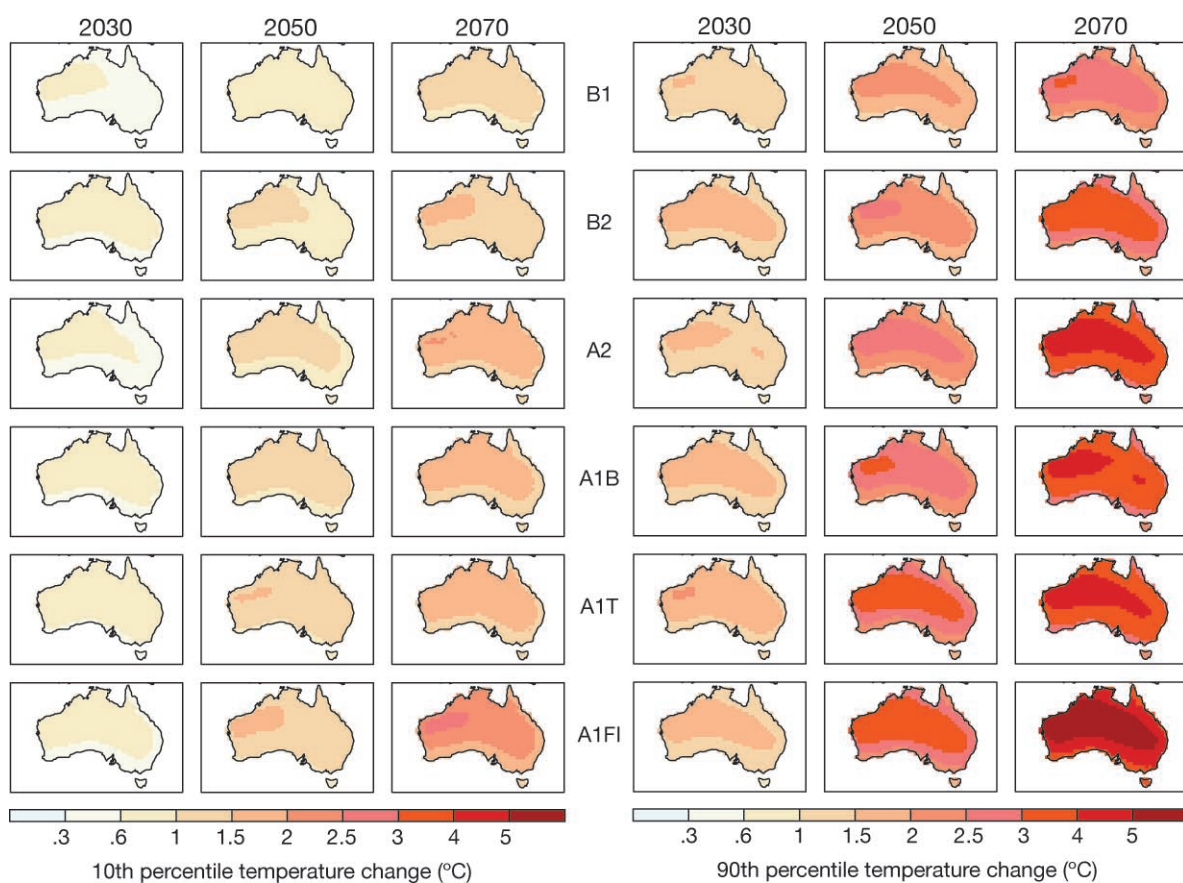 2030 2050 2070 2030 2050 2070
B1
B2
A2
A1B
A1T
A1FI
.3 .6 1 1.5 2 2.5 3 4 5 .3 .6 1 1.5 2 2.5 3 4 5
10th percentile temperature change (ºC) 90th percentile temperature change (ºC)